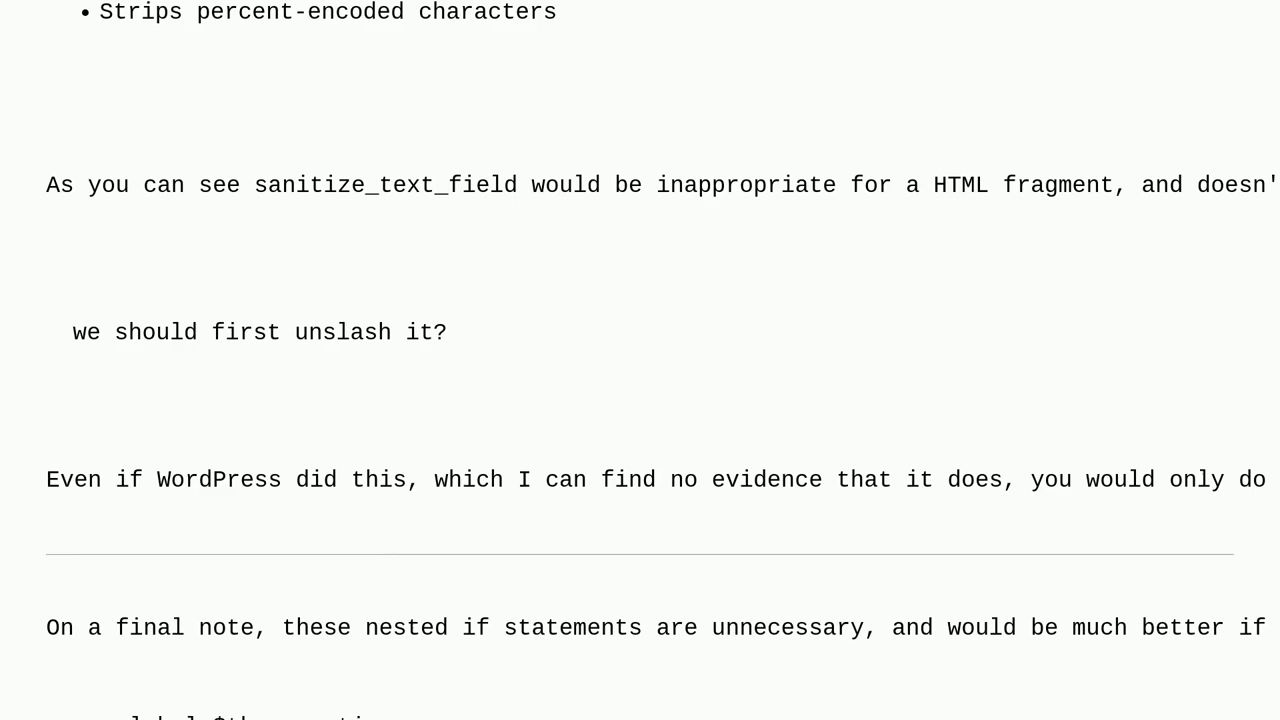 • Strips percent-encoded characters
As you can see sanitize_text_field would be inappropriate for a HTML fragment, and doesn'
we should first unslash it?
Even if WordPress did this, which I can find no evidence that it does, you would only do
On a final note, these nested if statements are unnecessary, and would be much better if